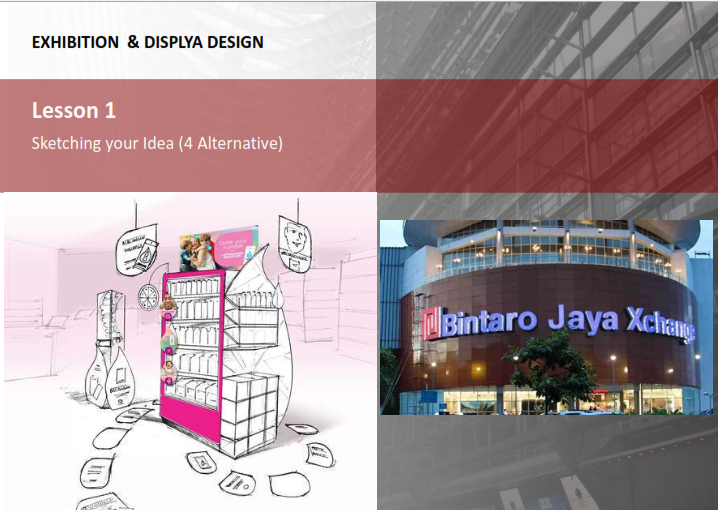 EXHIBITION & DISPLYA DESIGN
Lesson 1
Sketching your Idea (4 Alternative)
Bintaro Jaya Xchange